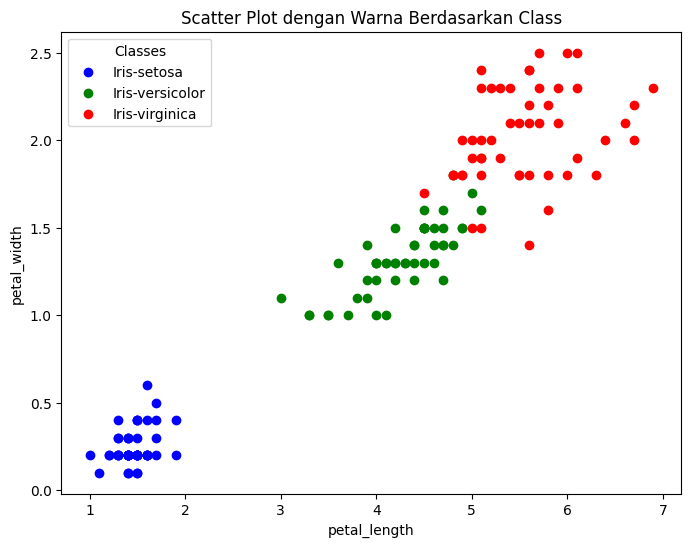 Scatter Plot dengan Warna Berdasarkan Class
Classes
Iris-setosa
Iris-versicolor
Iris-virginica
petal_width
2.5
2.0
1.5
1.0
0.5
0.0
1 2 3 4 5 6 7
petal_length